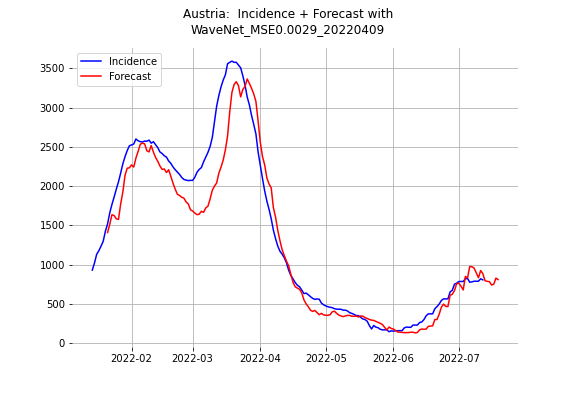 Austria:  Incidence + Forecast with
WaveNet_MSE0.0029_20220409
Incidence
Forecast
3500
3000
2500
2000
1500
1000
500
0
2022-02 2022-03 2022-04 2022-05 2022-06 2022-07